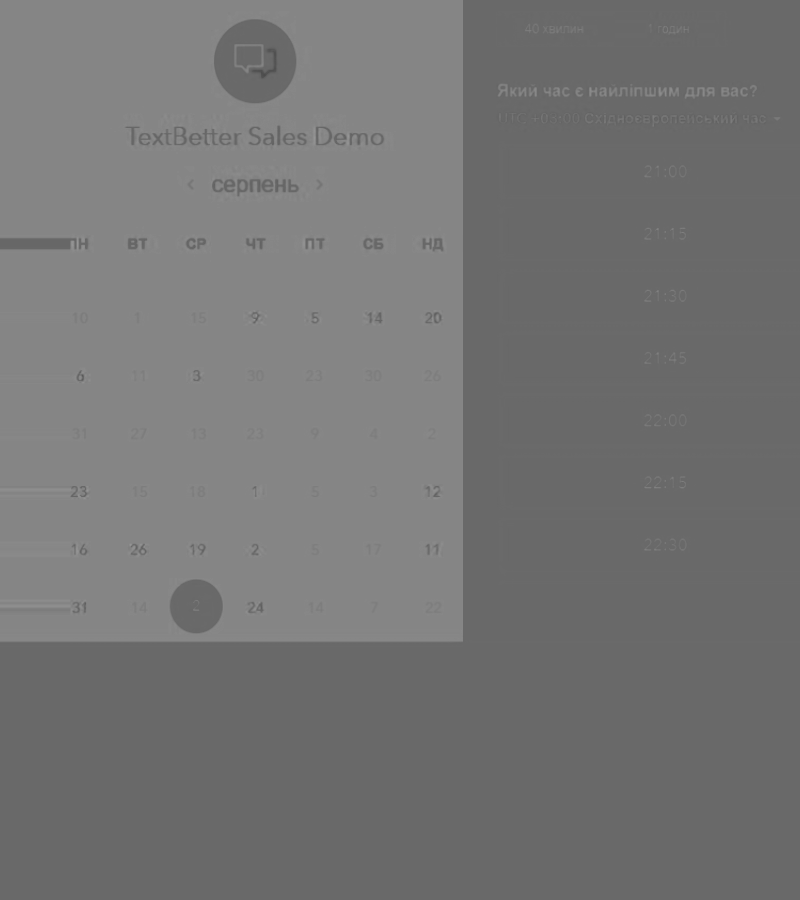 TextBetter Sales Demo
‹ серпень ›
ПН ВТ СР ЧТ ПТ СБ НД
10 1 15 9 5 14 20
6 11 3 30 23 30 26
31 27 13 23 9 4 2
23 15 18 1 5 3 12
16 26 19 2 5 17 11
31 14 2 24 14 7 22
40 хвилин 1 годин
Який час є найліпшим для вас?
Східноєвропейський час
21:00
21:15
21:30
21:45
22:00
22:15
22:30